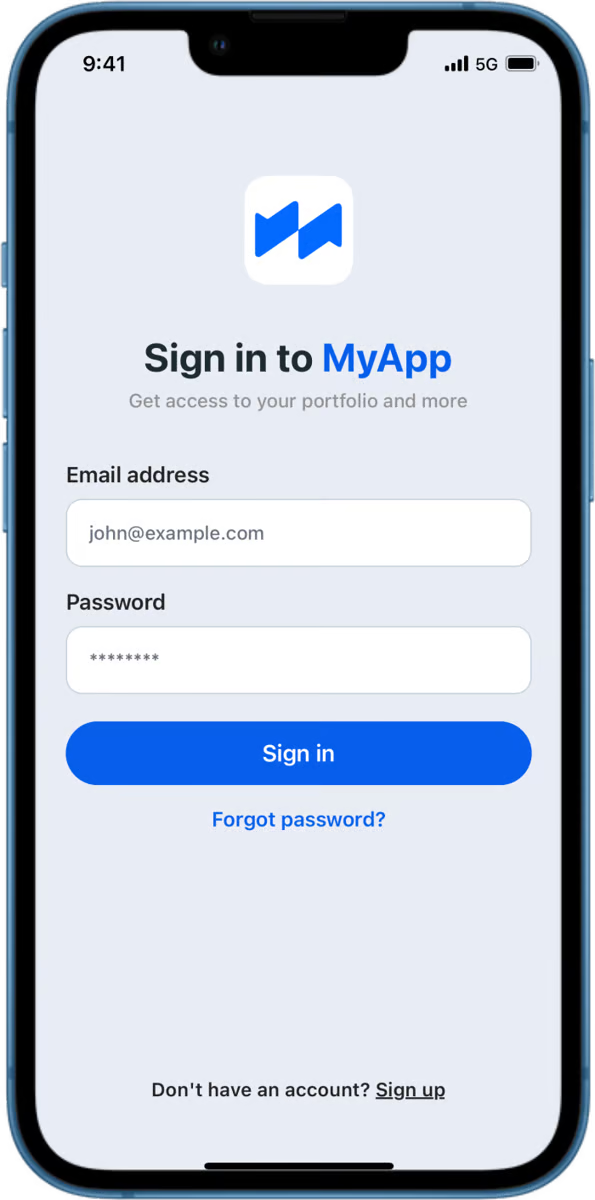 9:41 5G
Sign in to MyApp
Get access to your portfolio and more
Email address
john@example.com
Password
********
Sign in
Forgot password?
Don't have an account? Sign up